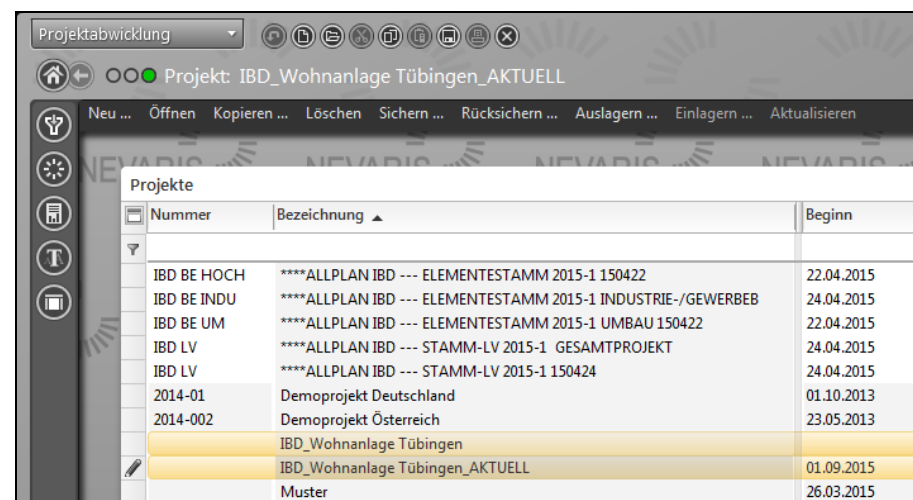 Projektabwicklung
Projekt: IBD_Wohnanlage Tübingen_AKTUELL
Neu ... Öffnen Kopieren ... Löschen Sichern ... Rücksichern ... Auslagern ... Einlagern ... Aktualisieren
NEVARIS NEVARIS NEVARIS NEVARIS
Projekte
Nummer Bezeichnung Beginn
IBD BE HOCH ****ALLPLAN IBD --- ELEMENTESTAMM 2015-1 150422 22.04.2015
IBD BE INDU ****ALLPLAN IBD --- ELEMENTESTAMM 2015-1 INDUSTRIE-/GEWERBEB 24.04.2015
IBD BE UM ****ALLPLAN IBD --- ELEMENTESTAMM 2015-1 UMBAU 150422 22.04.2015
IBD LV ****ALLPLAN IBD --- STAMM-LV 2015-1 GESAMTPROJEKT 24.04.2015
IBD LV ****ALLPLAN IBD --- STAMM-LV 2015-1 150424 24.04.2015
2014-01 Demoprojekt Deutschland 01.10.2013
2014-002 Demoprojekt Österreich 23.05.2013
IBD_Wohnanlage Tübingen
IBD_Wohnanlage Tübingen_AKTUELL 01.09.2015
Muster 26.03.2015